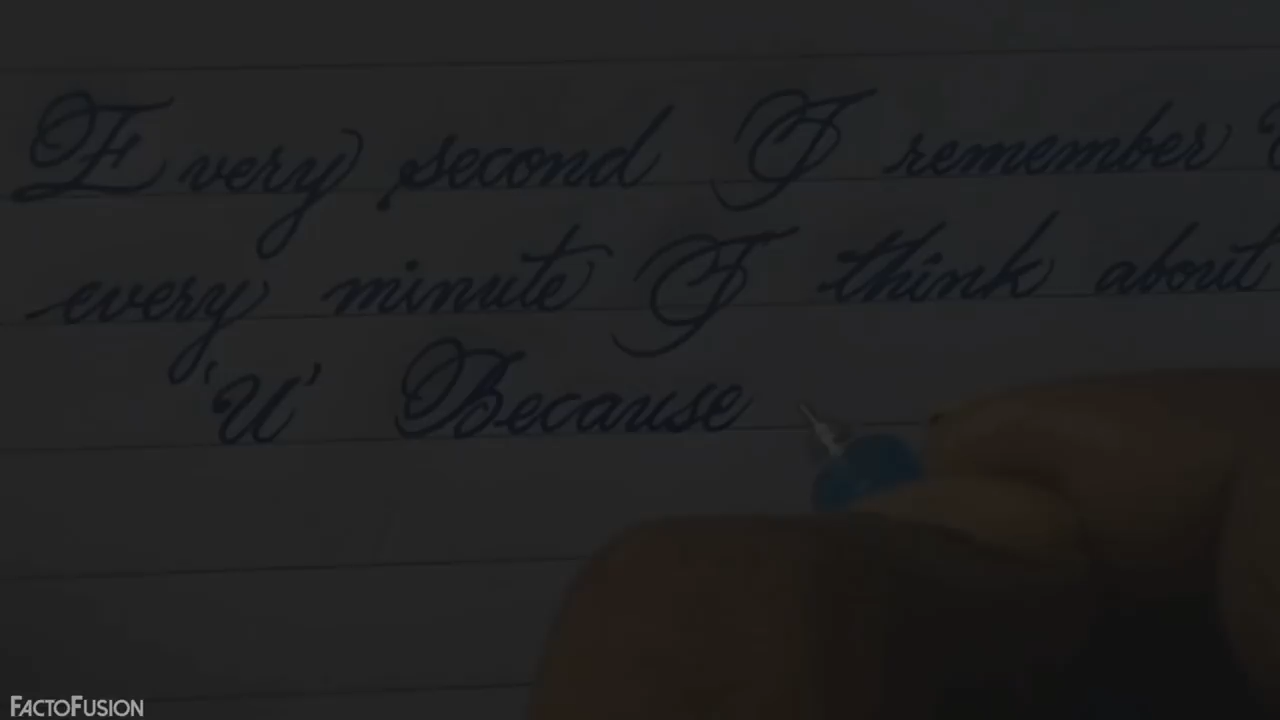 Every second I remember
every minute I think about
'U' Because
FACTOFUSION